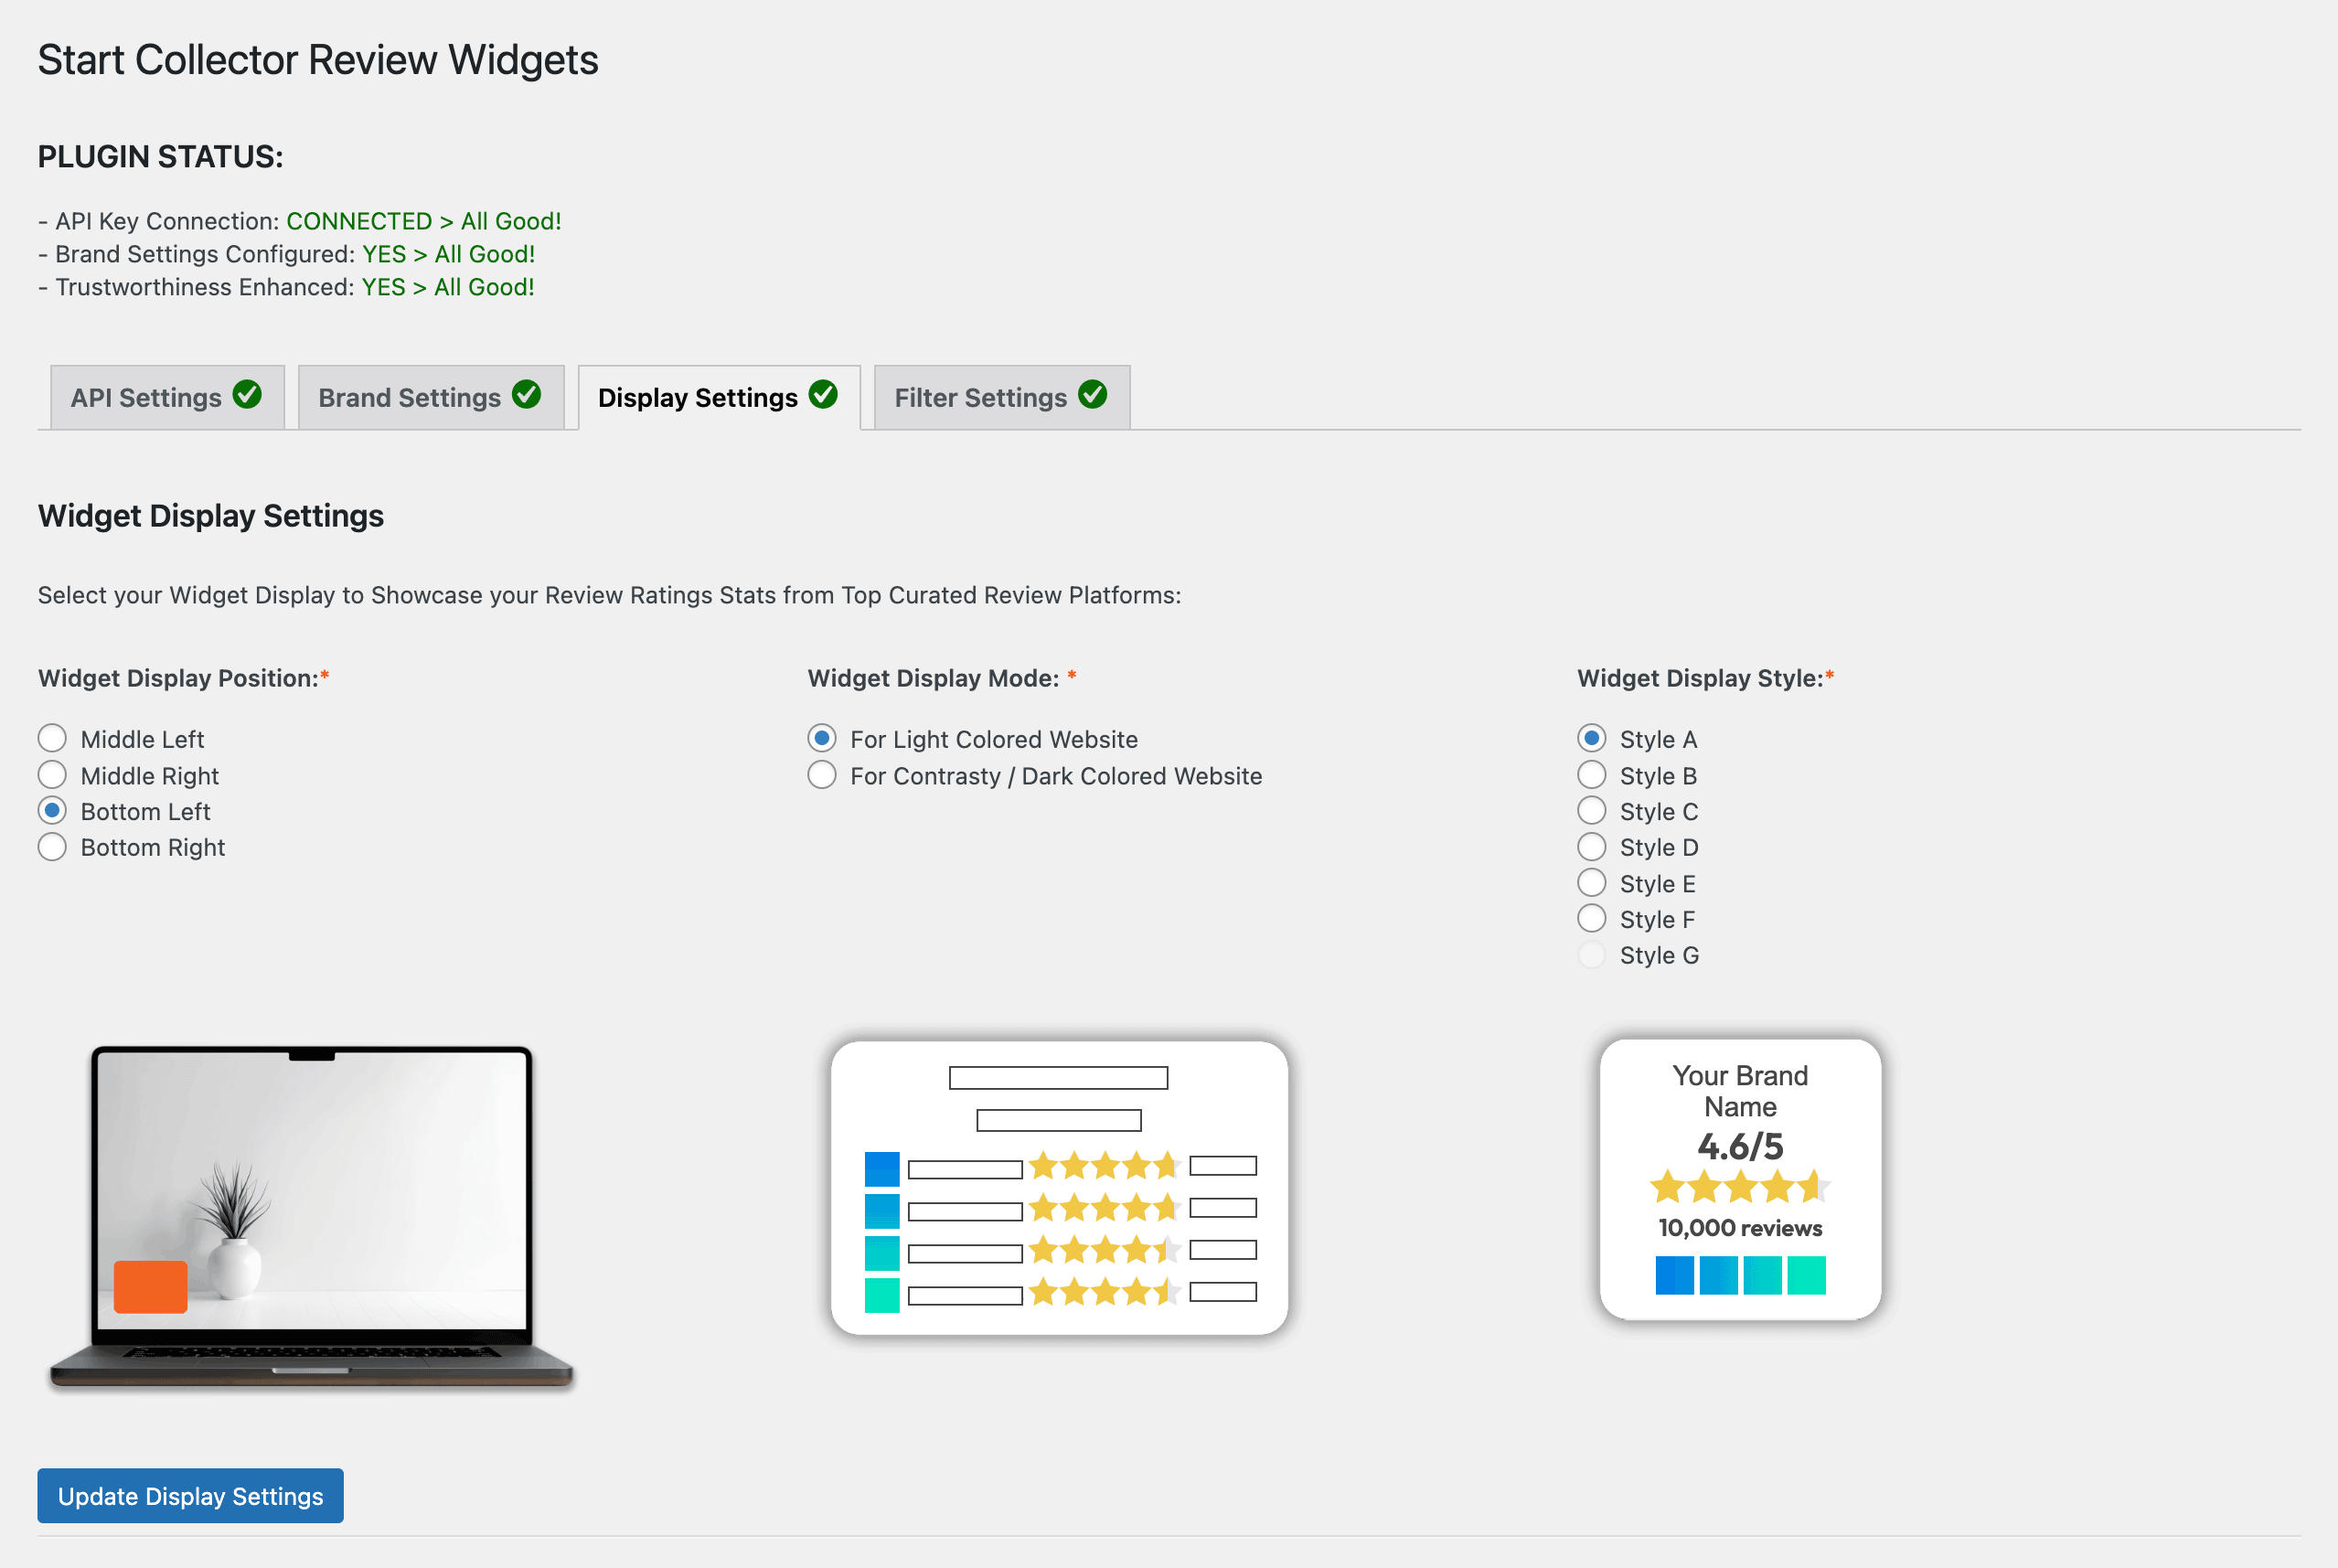 Start Collector Review Widgets
PLUGIN STATUS:
- API Key Connection: CONNECTED > All Good!
- Brand Settings Configured: YES > All Good!
- Trustworthiness Enhanced: YES > All Good!
API Settings
Brand Settings
Display Settings
Filter Settings
Widget Display Settings
Select your Widget Display to Showcase your Review Ratings Stats from Top Curated Review Platforms:
Widget Display Position:*
Middle Left
Middle Right
Bottom Left
Bottom Right
Widget Display Mode: *
For Light Colored Website
For Contrasty / Dark Colored Website
Widget Display Style:*
Style A
Style B
Style C
Style D
Style E
Style F
Style G
Your Brand
Name
4.6/5
10,000 reviews
Update Display Settings